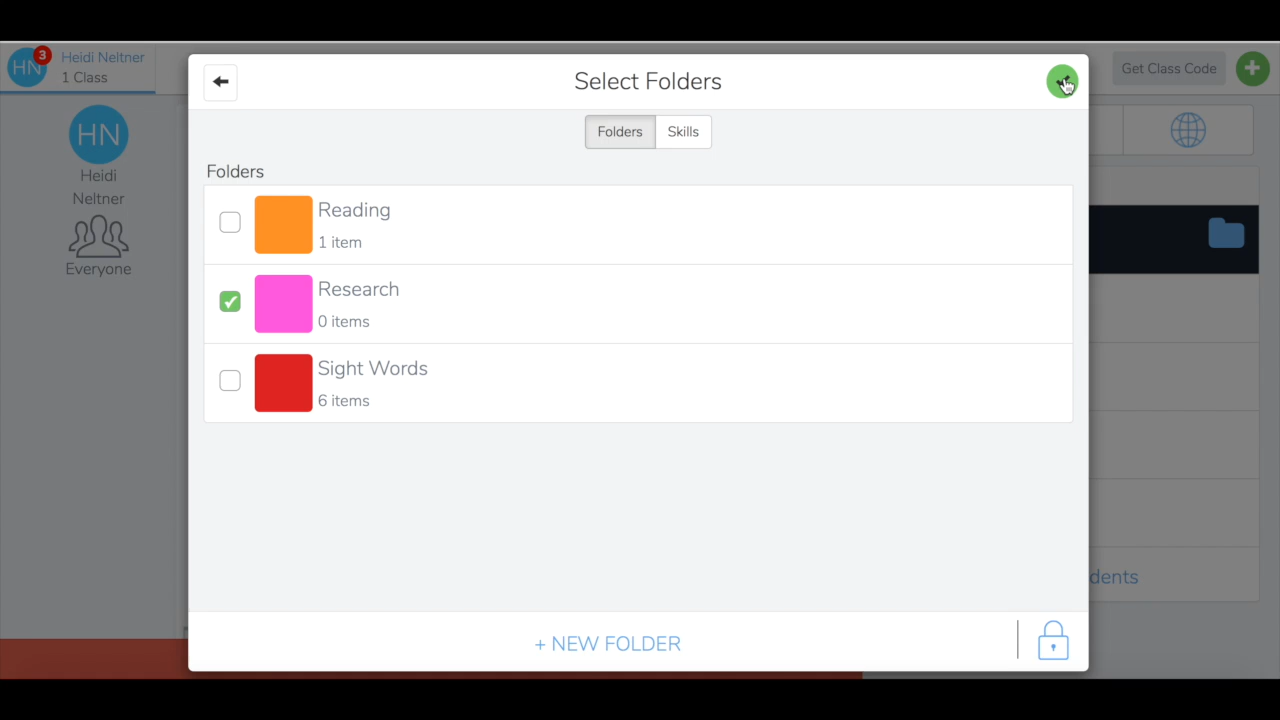 HN
3
Heidi Neltner
1 Class
Select Folders
Get Class Code
Folders
Skills
HN
Heidi
Neltner
Everyone
Folders
Reading
1 item
Research
0 items
Sight Words
6 items
dents
+ NEW FOLDER